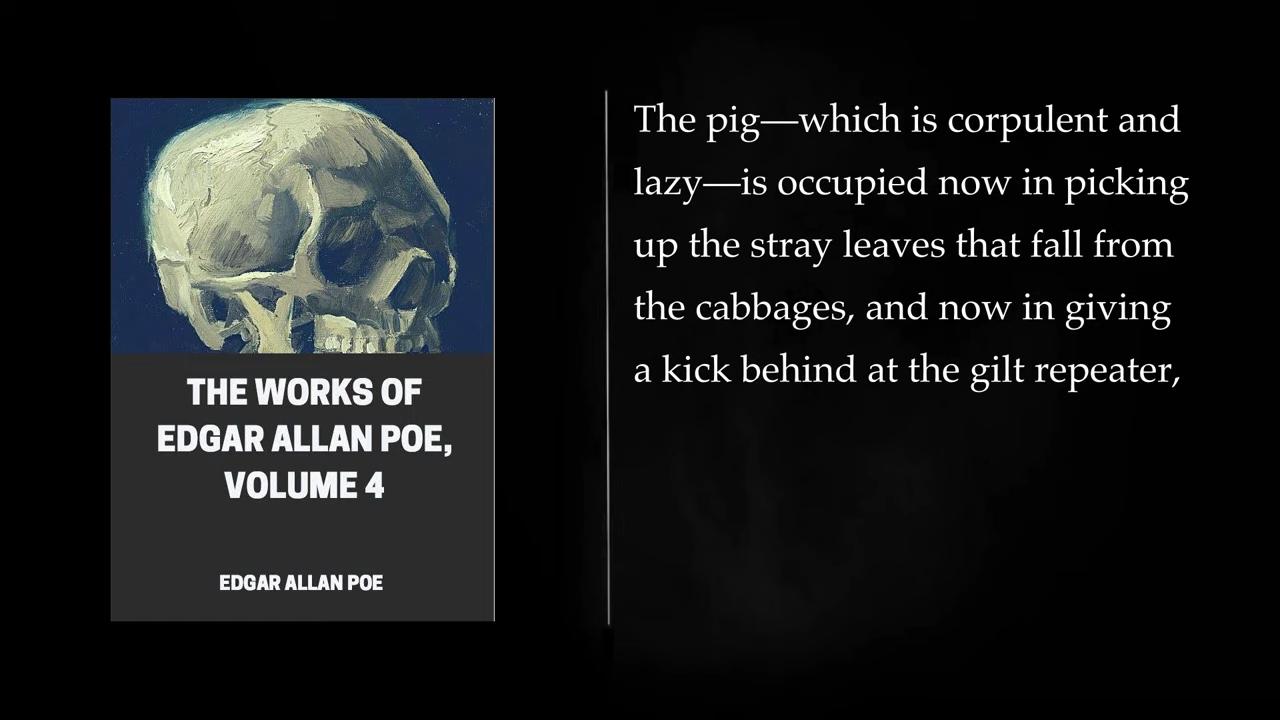 THE WORKS OF
EDGAR ALLAN POE,
VOLUME 4
EDGAR ALLAN POE
The pig—which is corpulent and
lazy—is occupied now in picking
up the stray leaves that fall from
the cabbages, and now in giving
a kick behind at the gilt repeater,